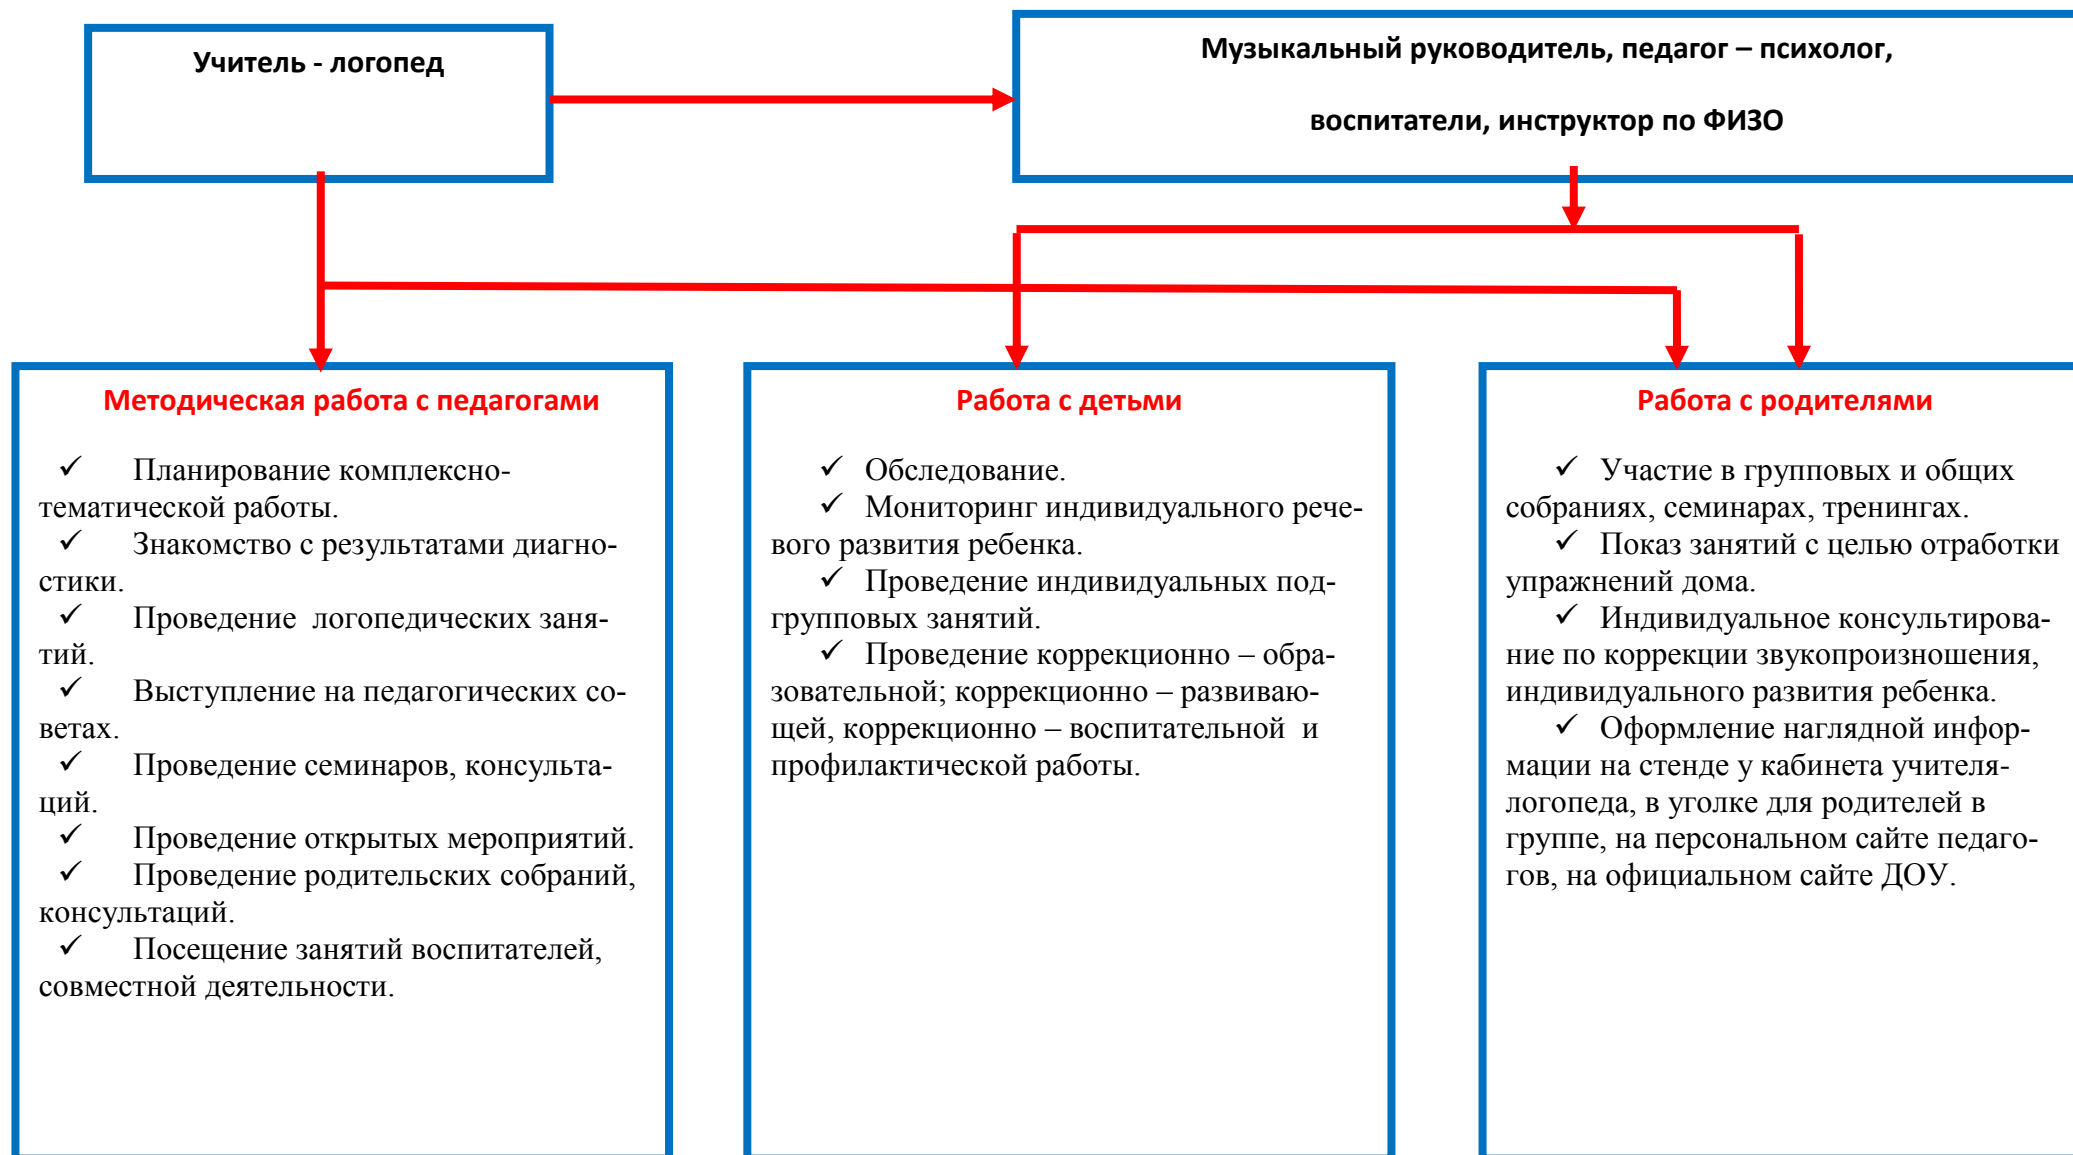 Учитель - логопед
Музыкальный руководитель, педагог – психолог,
воспитатели, инструктор по ФИЗО
Методическая работа с педагогами
✓ Планирование комплексно-
тематической работы.
✓ Знакомство с результатами диагно-
стики.
✓ Проведение  логопедических заня-
тий.
✓ Выступление на педагогических со-
ветах.
✓ Проведение семинаров, консульта-
ций.
✓ Проведение открытых мероприятий.
✓ Проведение родительских собраний,
консультаций.
✓ Посещение занятий воспитателей,
совместной деятельности.
Работа с детьми
✓ Обследование.
✓ Мониторинг индивидуального рече-
вого развития ребенка.
✓ Проведение индивидуальных под-
групповых занятий.
✓ Проведение коррекционно – обра-
зовательной; коррекционно – развиваю-
щей, коррекционно – воспитательной  и
профилактической работы.
Работа с родителями
✓ Участие в групповых и общих
собраниях, семинарах, тренингах.
✓ Показ занятий с целью отработки
упражнений дома.
✓ Индивидуальное консультирова-
ние по коррекции звукопроизношения,
индивидуального развития ребенка.
✓ Оформление наглядной инфор-
мации на стенде у кабинета учителя-
логопеда, в уголке для родителей в
группе, на персональном сайте педаго-
гов, на официальном сайте ДОУ.